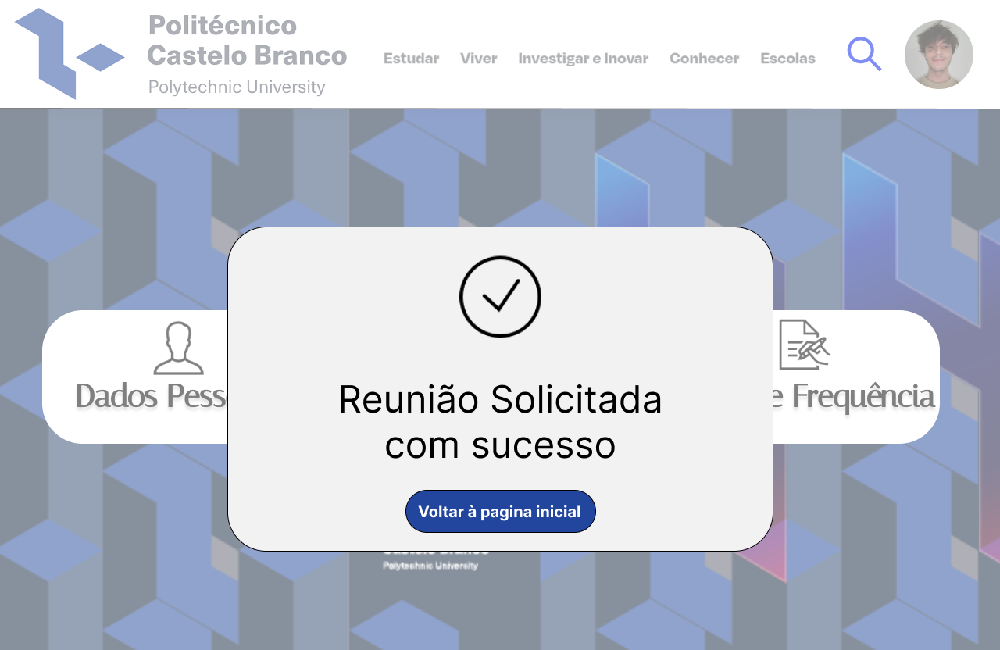 Politécnico
Castelo Branco
Polytechnic University
Estudar Viver Investigar e Inovar Conhecer Escolas
Dados Pess
e Frequência
Reunião Solicitada
com sucesso
Voltar à pagina inicial
Castelo Branco
Polytechnic University